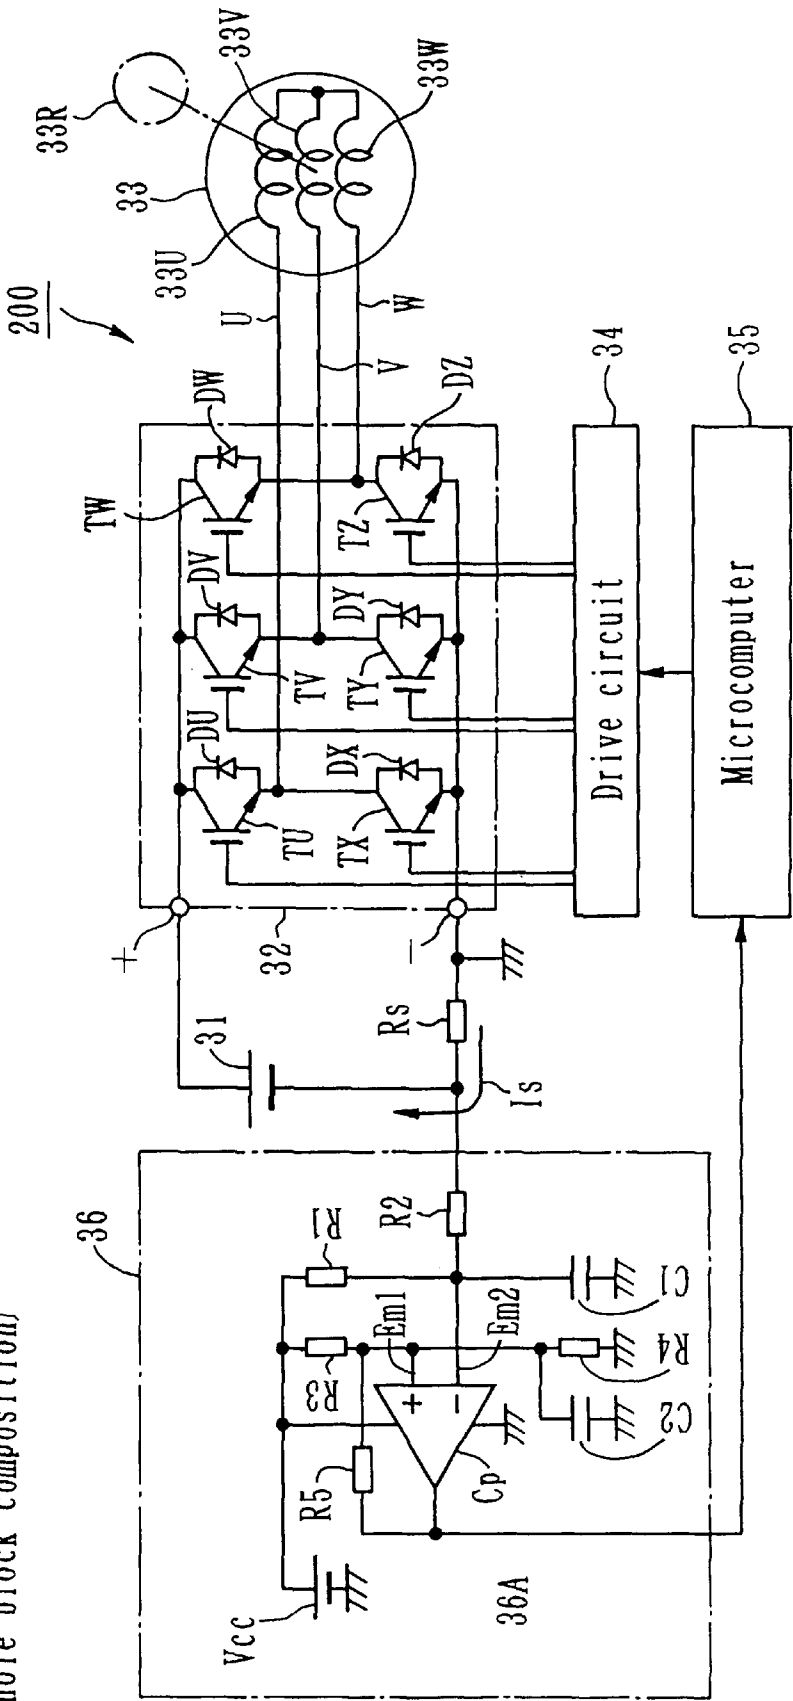 block composition)
200
33R
33
33V
33U
33W
U
V
W
TW
DW
DV
TV
DU
TU
TZ
DZ
DY
TY
DX
TX
+
−
32
31
Rs
Is
34
Drive circuit
35
Microcomputer
36
R1
R2
R3
Em1
Em2
+
−
R5
Cp
C1
R4
C2
Vcc
36A